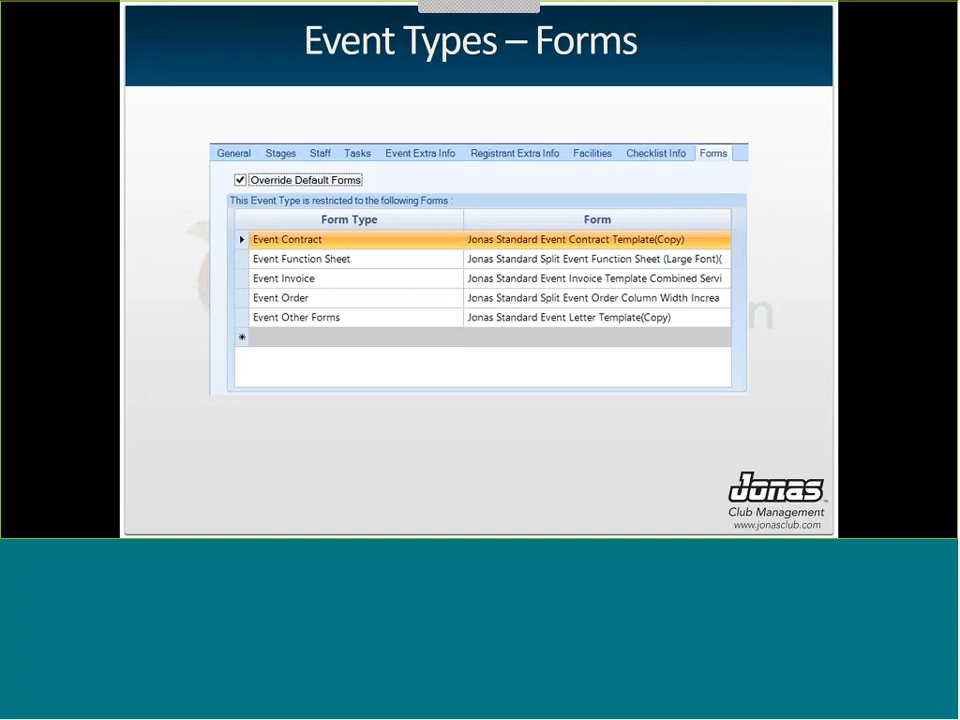 Event Types – Forms
General Stages Staff Tasks Event Extra Info Registrant Extra Info Facilities Checklist Info Forms
Override Default Forms
This Event Type is restricted to the following Forms :
Form Type Form
Event Contract Jonas Standard Event Contract Template(Copy)
Event Function Sheet Jonas Standard Split Event Function Sheet (Large Font)(
Event Invoice Jonas Standard Event Invoice Template Combined Servi
Event Order Jonas Standard Split Event Order Column Width Increa
Event Other Forms Jonas Standard Event Letter Template(Copy)
Jonas
Club Management
www.jonasclub.com